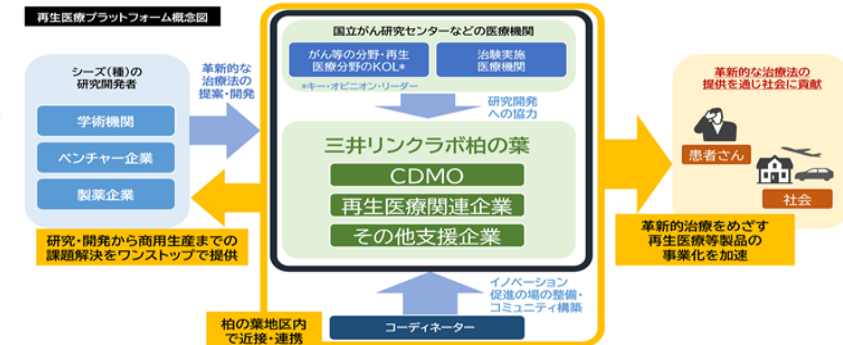 再生医療プラットフォーム概念図
シーズ(種)の
研究開発者
学術機関
ベンチャー企業
製薬企業
革新的な
治療法の
提案・開発
研究・開発から商用生産までの
課題解決をワンストップで提供
国立がん研究センターなどの医療機関
がん等の分野・再生
医療分野のKOL*
治験実施
医療機関
*キー・オピニオン・リーダー
研究開発
への協力
三井リンクラボ柏の葉
CDMO
再生医療関連企業
その他支援企業
イノベーション
促進の場の整備・
コミュニティ構築
コーディネーター
柏の葉地区内
で近接・連携
革新的な治療法の
提供を通じ社会に貢献
患者さん
社会
革新的治療をめざす
再生医療等製品の
事業化を加速